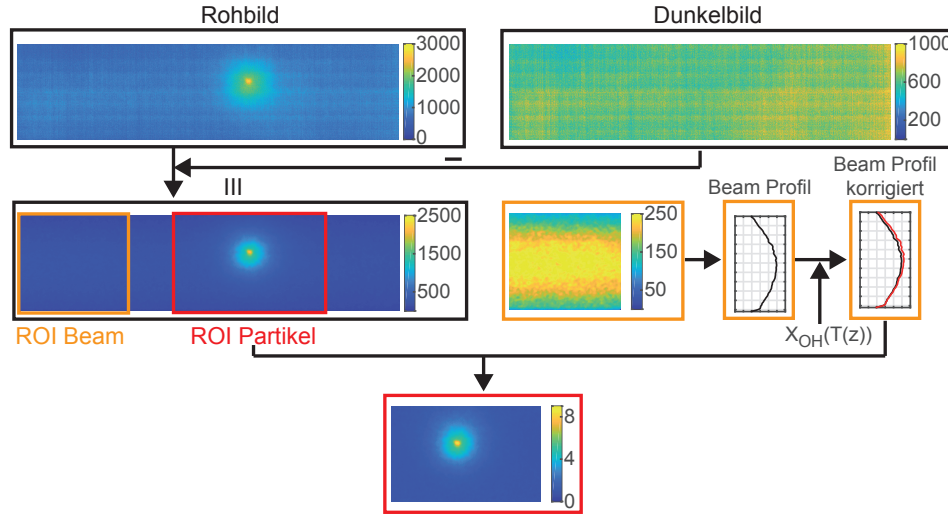 Rohbild
Dunkelbild
3000
2000
1000
0
1000
600
200
−
III
Beam Profil
Beam Profil
korrigiert
2500
1500
500
250
150
50
ROI Beam
ROI Partikel
X_OH(T(z))
8
4
0